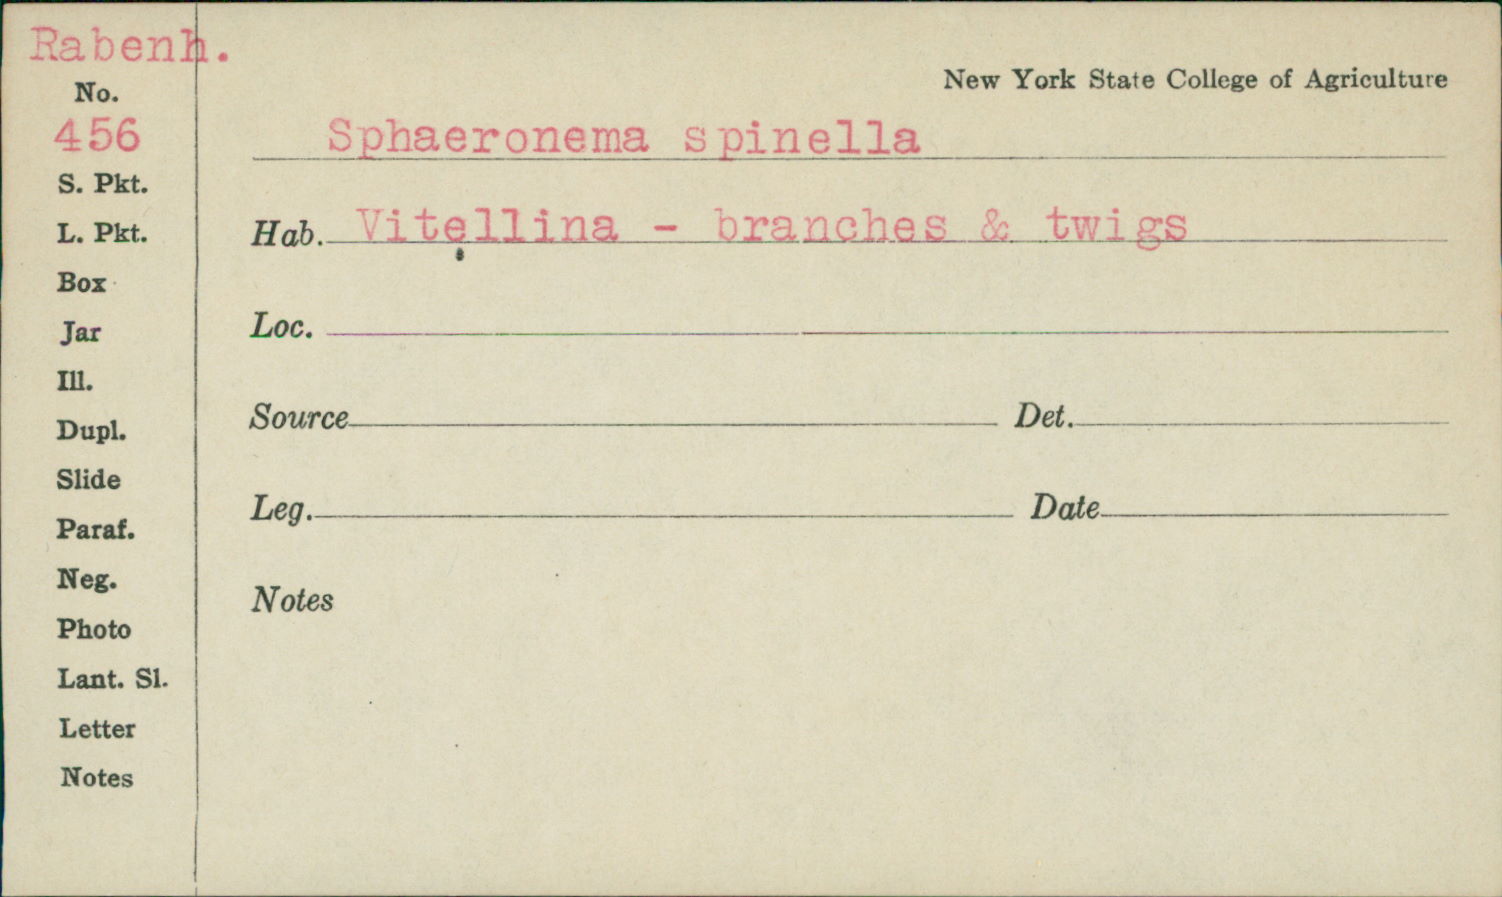 Rabenh.
No.
456
S. Pkt.
L. Pkt.
Box
Jar
Ill.
Dupl.
Slide
Paraf.
Neg.
Photo
Lant. Sl.
Letter
Notes
New York State College of Agriculture
Sphaeronema spinella
Hab. Vitellina - branches & twigs
Loc.
Source Det.
Leg. Date
Notes